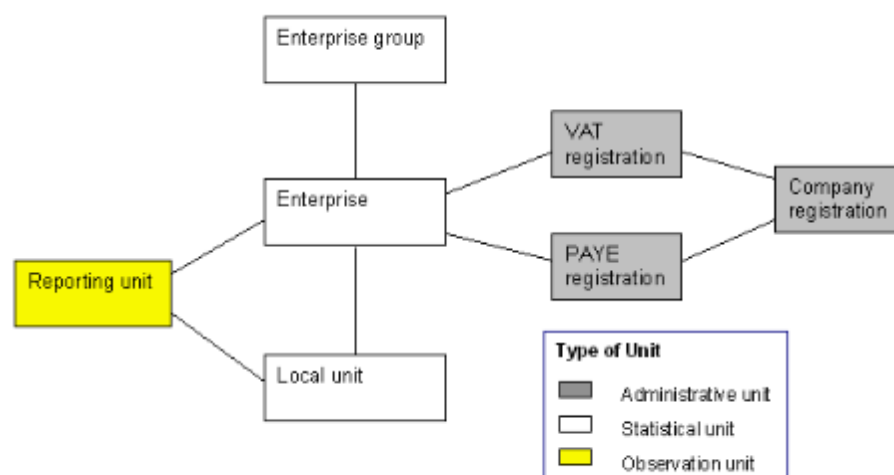 Enterprise group
VAT
registration
Company
registration
Enterprise
PAYE
registration
Reporting unit
Local unit
Type of Unit
Administrative unit
Statistical unit
Observation unit